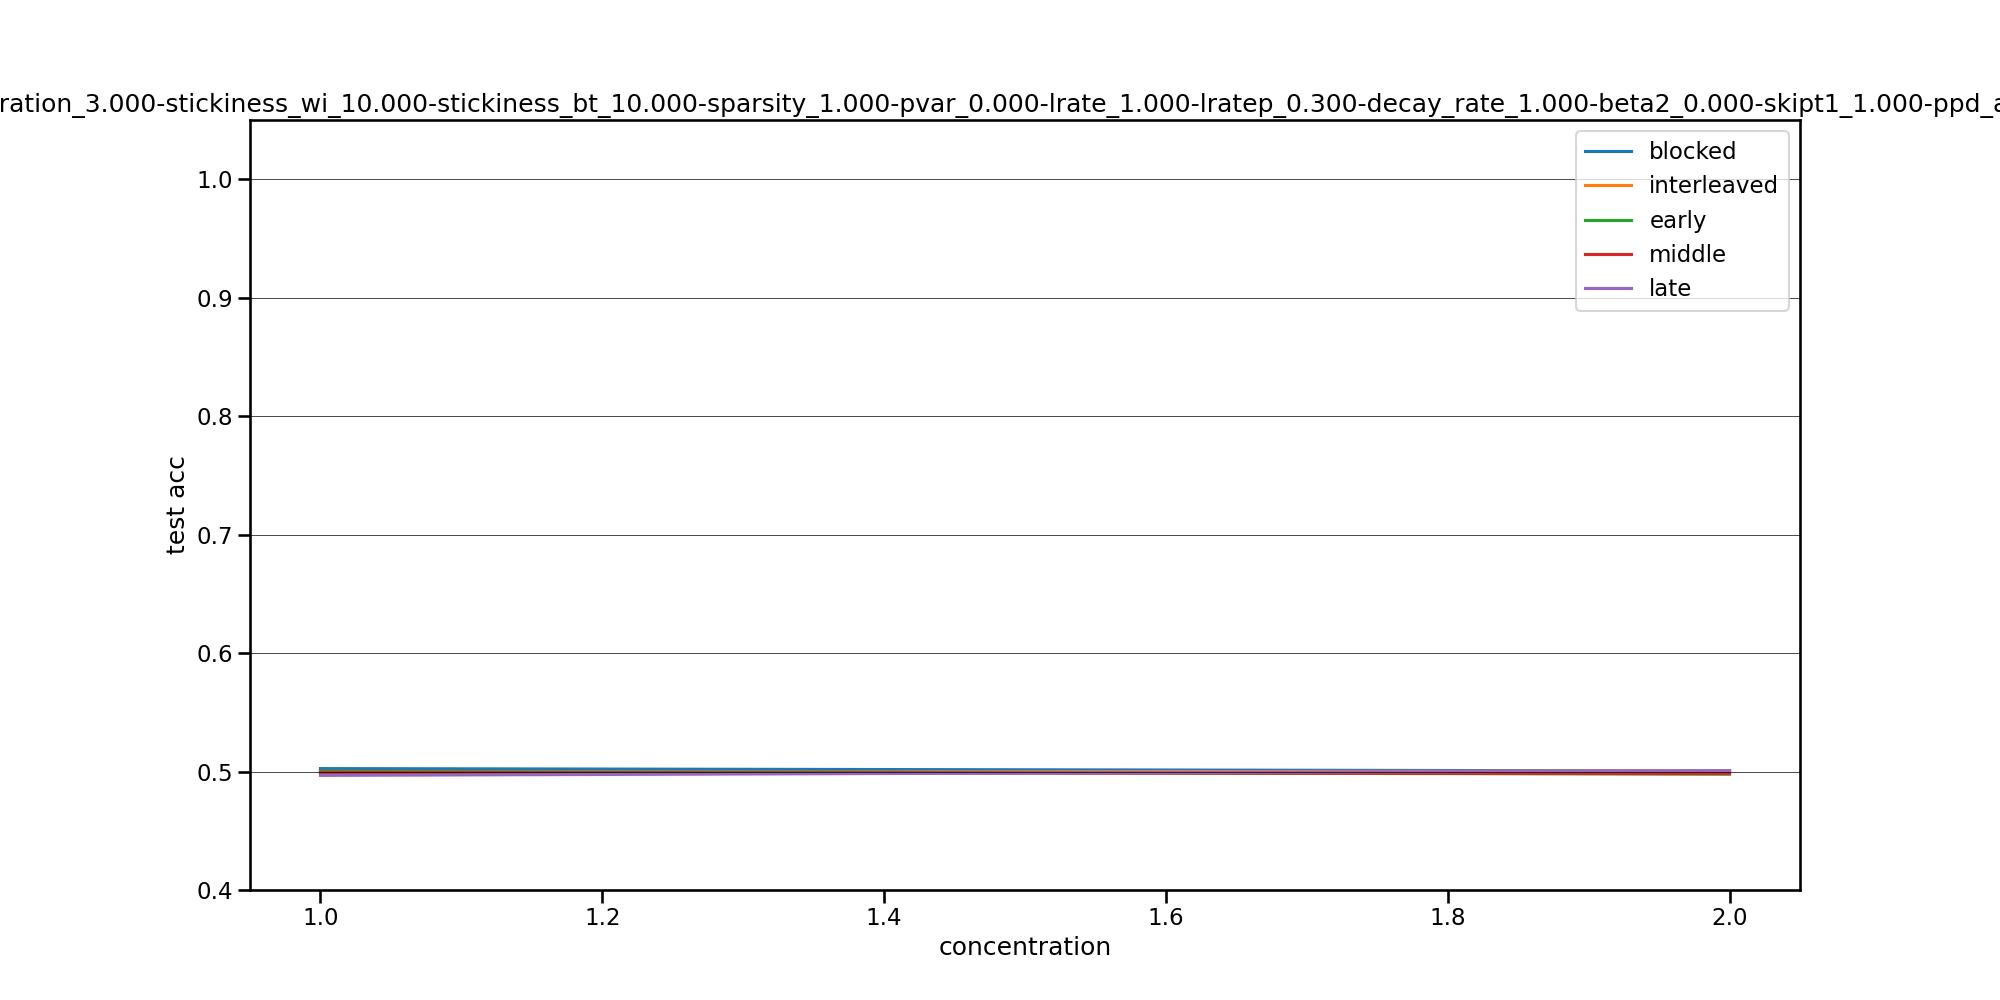 ration_3.000-stickiness_wi_10.000-stickiness_bt_10.000-sparsity_1.000-pvar_0.000-lrate_1.000-lratep_0.300-decay_rate_1.000-beta2_0.000-skipt1_1.000-ppd_a
blocked
interleaved
early
middle
late
1.0
0.9
0.8
0.7
0.6
0.5
0.4
test acc
1.0 1.2 1.4 1.6 1.8 2.0
concentration